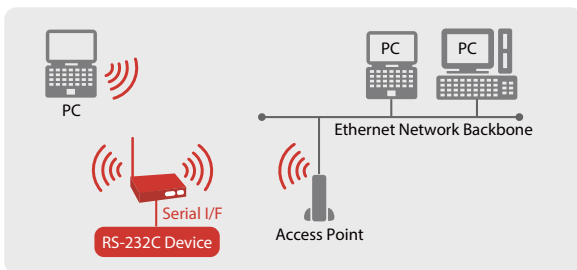 PC
PC
PC
Ethernet Network Backbone
Serial I/F
RS-232C Device
Access Point